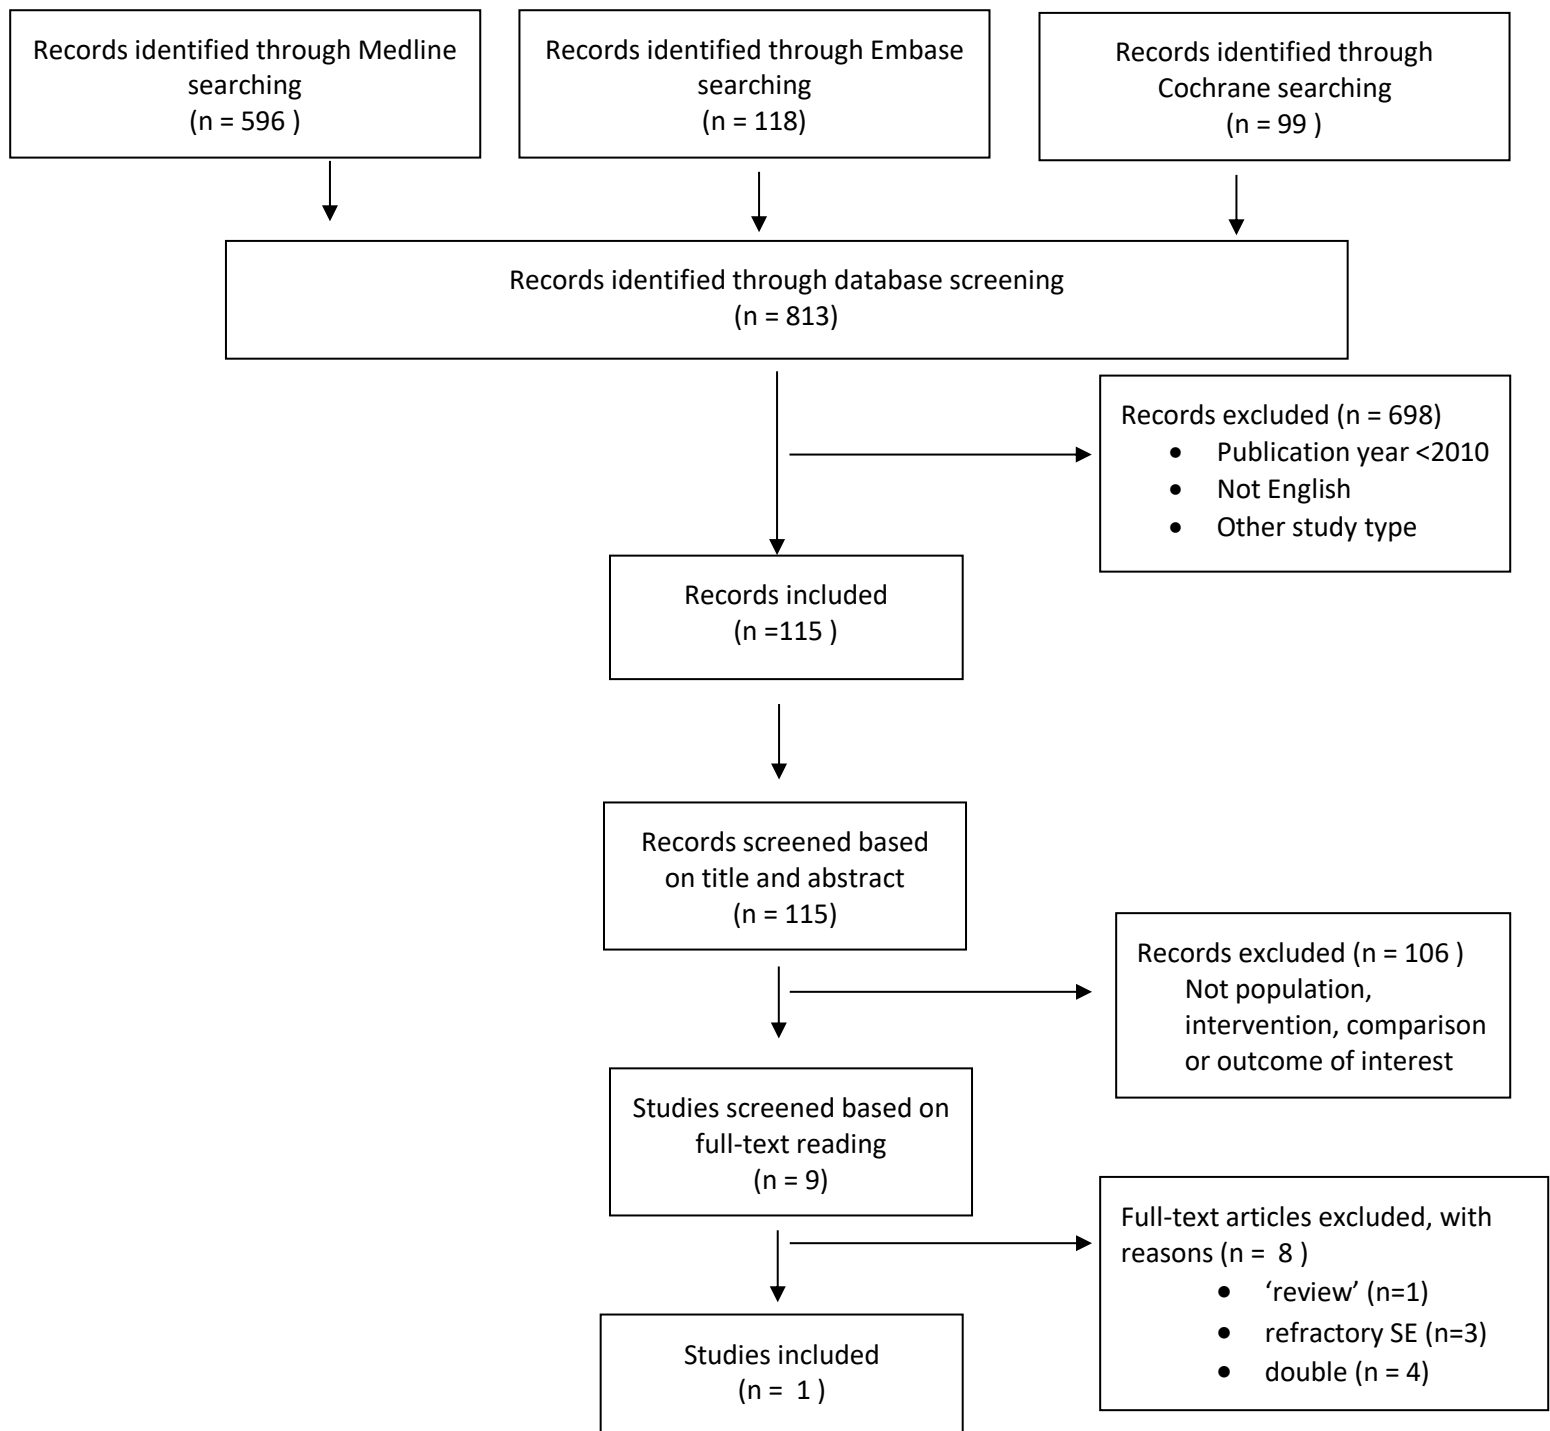 Records identified through Medline
searching
(n = 596 )
Records identified through Embase
searching
(n = 118)
Records identified through
Cochrane searching
(n = 99 )
Records identified through database screening
(n = 813)
Records excluded (n = 698)
• Publication year <2010
• Not English
• Other study type
Records included
(n =115 )
Records screened based
on title and abstract
(n = 115)
Records excluded (n = 106 )
Not population,
intervention, comparison
or outcome of interest
Studies screened based on
full-text reading
(n = 9)
Full-text articles excluded, with
reasons (n =  8 )
• ‘review’ (n=1)
• refractory SE (n=3)
• double (n = 4)
Studies included
(n =  1 )